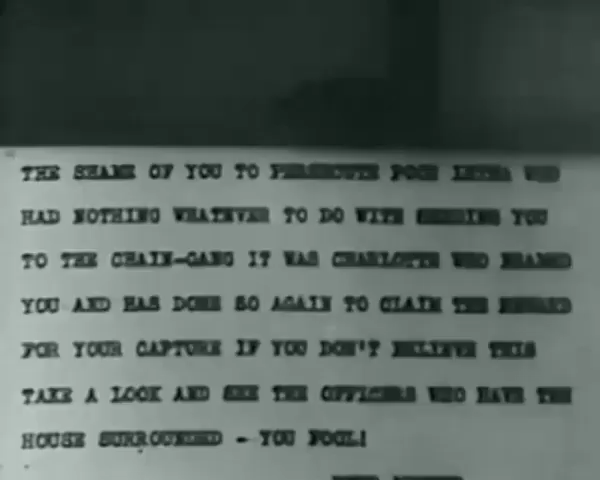 THE SHAME OF YOU TO PERSECUTE POOR LETHA WHO
HAD NOTHING WHATEVER TO DO WITH SENDING YOU
TO THE CHAIN-GANG IT WAS CHARLOTTE WHO FRAMED
YOU AND HAS DONE SO AGAIN TO CLAIM THE REWARD
FOR YOUR CAPTURE IF YOU DON'T BELIEVE THIS
TAKE A LOOK AND SEE THE OFFICERS WHO HAVE THE
HOUSE SURROUNDED - YOU FOOL!